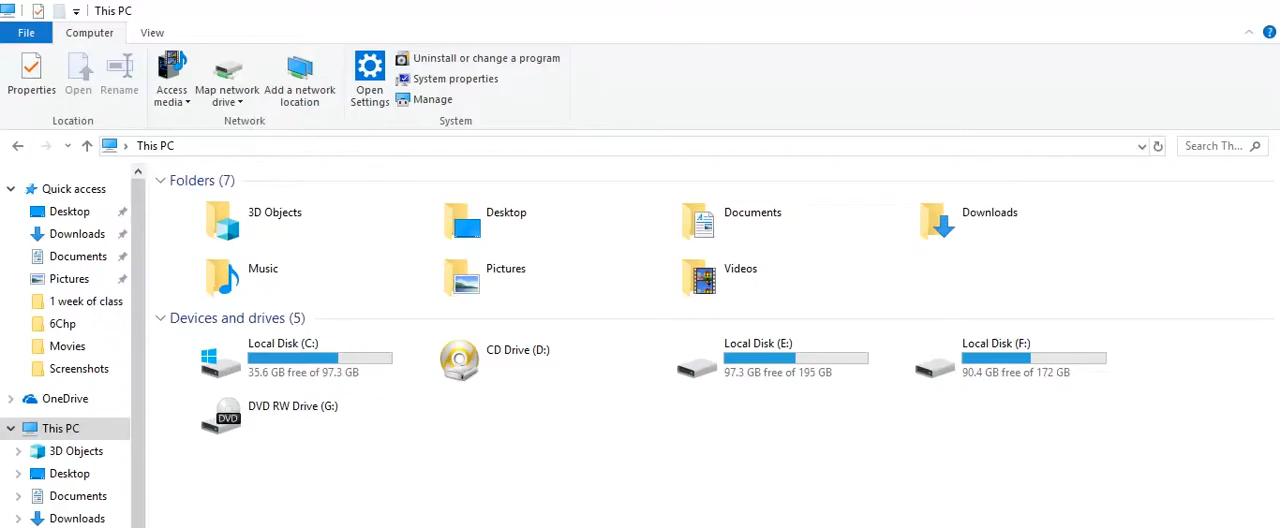 This PC
File Computer View
Properties Open Rename Access media Map network drive Add a network location Open Settings Uninstall or change a program
System properties
Manage
Location Network System
This PC Search Th...
Quick access
Desktop
Downloads
Documents
Pictures
1 week of class
6Chp
Movies
Screenshots
OneDrive
This PC
3D Objects
Desktop
Documents
Downloads
Folders (7)
3D Objects Desktop Documents Downloads
Music Pictures Videos
Devices and drives (5)
Local Disk (C:) CD Drive (D:) Local Disk (E:) Local Disk (F:)
35.6 GB free of 97.3 GB 97.3 GB free of 195 GB 90.4 GB free of 172 GB
DVD RW Drive (G:)
DVD